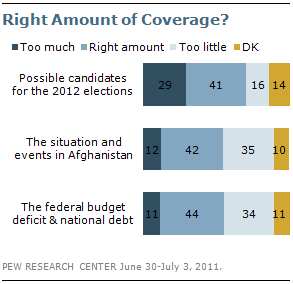 Right Amount of Coverage?
Too much Right amount Too little DK
Possible candidates
for the 2012 elections
29 41 16 14
The situation and
events in Afghanistan
12 42 35 10
The federal budget
deficit & national debt
11 44 34 11
PEW RESEARCH CENTER June 30-July 3, 2011.